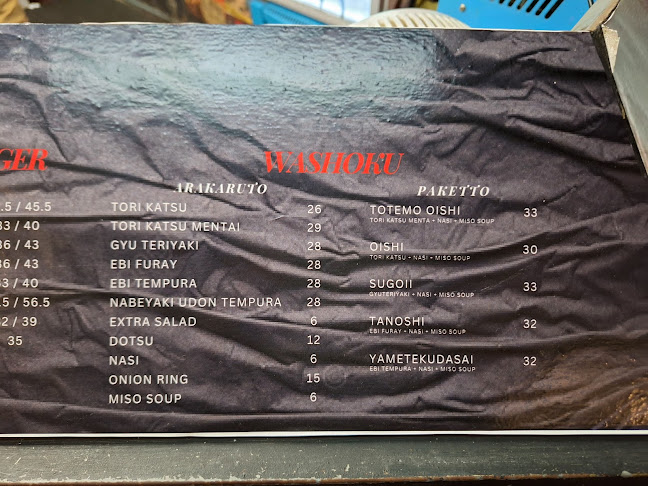 GER
.5 / 45.5
33 / 40
36 / 43
36 / 43
33 / 40
.5 / 56.5
32 / 39
35
WASHOKU
ARAKARUTO
TORI KATSU 26
TORI KATSU MENTAI 29
GYU TERIYAKI 28
EBI FURAY 28
EBI TEMPURA 28
NABEYAKI UDON TEMPURA 28
EXTRA SALAD 6
DOTSU 12
NASI 6
ONION RING 15
MISO SOUP 6
PAKETTO
TOTEMO OISHI 33
TORI KATSU MENTA + NASI + MISO SOUP
OISHI 30
TORI KATSU + NASI + MISO SOUP
SUGOII 33
GYUTERIYAKI + NASI + MISO SOUP
TANOSHI 32
EBI FURAY + NASI + MISO SOUP
YAMETEKUDASAI 32
EBI TEMPURA + NASI + MISO SOUP